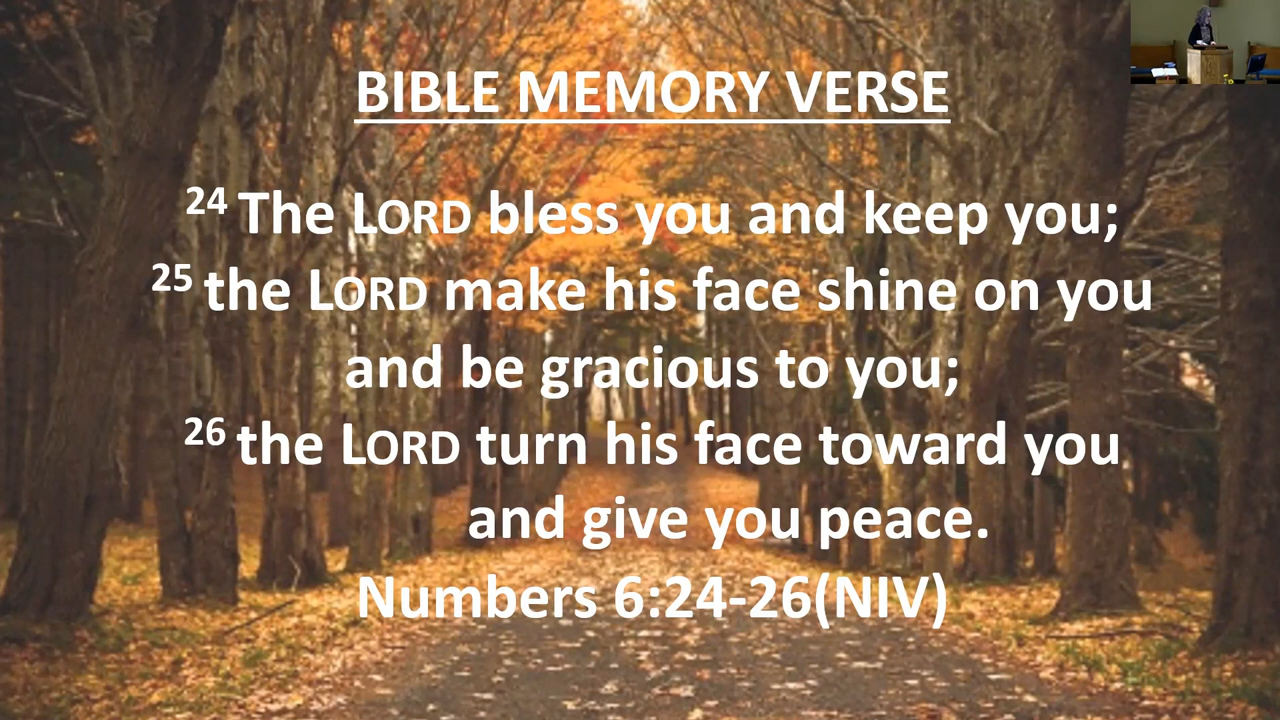 BIBLE MEMORY VERSE
24 The LORD bless you and keep you;
25 the LORD make his face shine on you
and be gracious to you;
26 the LORD turn his face toward you
and give you peace.
Numbers 6:24-26(NIV)